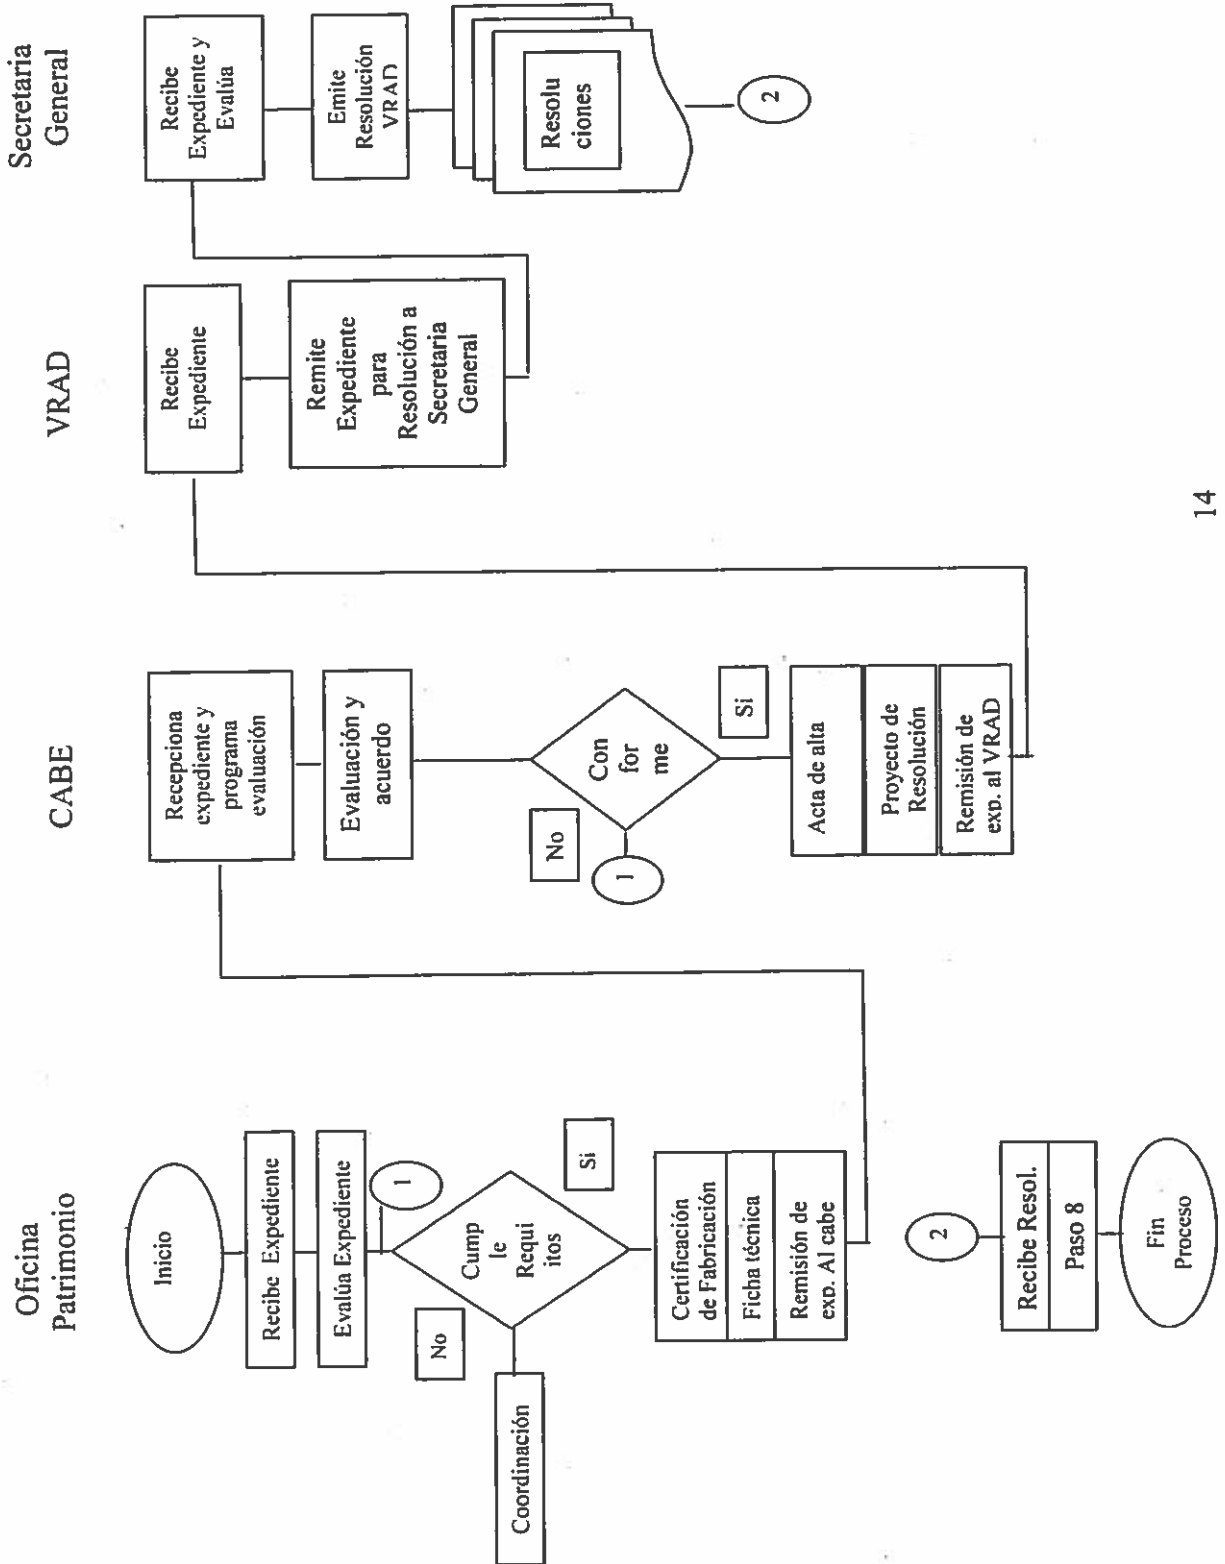 Oficina
Patrimonio
Inicio
Recibe Expediente
Evalúa Expediente
1
Cump
le
Requi
itos
No
Si
Coordinación
Certificación
de Fabricación
Ficha técnica
Remisión de
exp. Al cabe
2
Recibe Resol.
Paso 8
Fin
Proceso
CABE
Recepciona
expediente y
programa
evaluación
Evaluación y
acuerdo
Con
for
me
No
1
Si
Acta de alta
Proyecto de
Resolución
Remisión de
exp. al VRAD
VRAD
Recibe
Expediente
Remite
Expediente
para
Resolución a
Secretaria
General
Secretaria
General
Recibe
Expediente y
Evalúa
Emite
Resolución
VRAD
Resolu
ciones
2
14